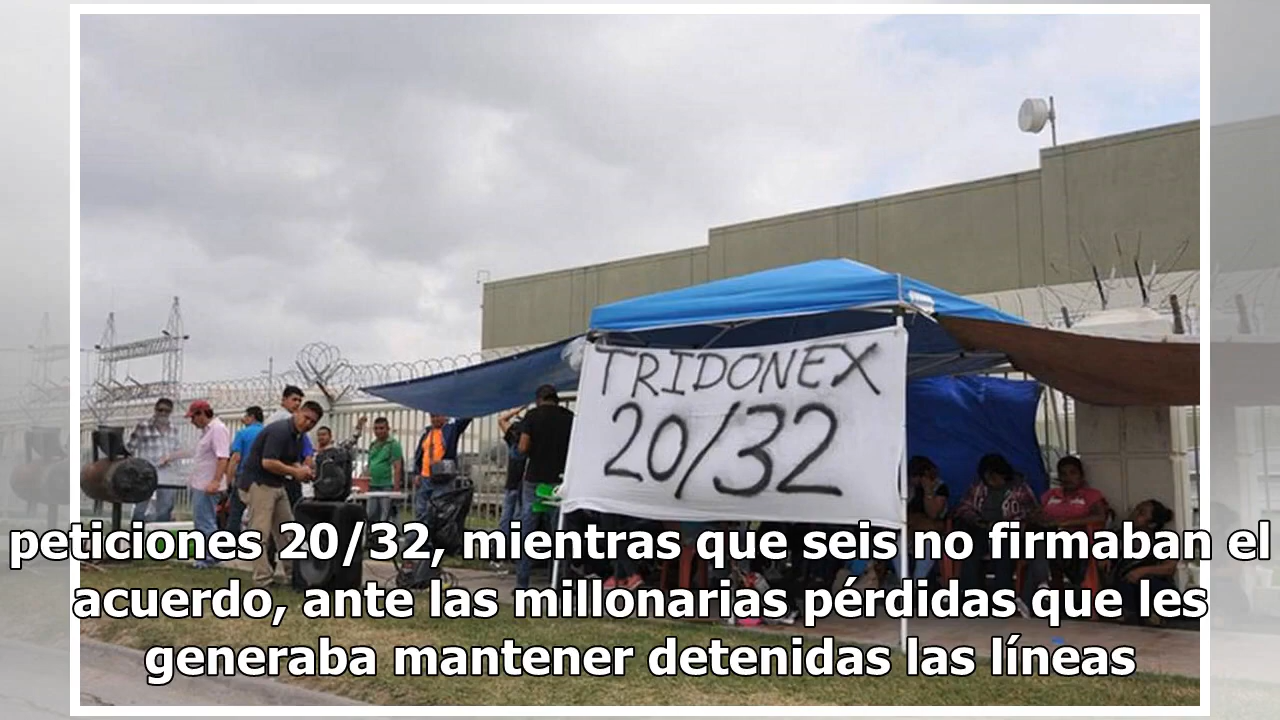 TRIDONEX
20/32
peticiones 20/32, mientras que seis no firmaban el
acuerdo, ante las millonarias pérdidas que les
generaba mantener detenidas las líneas